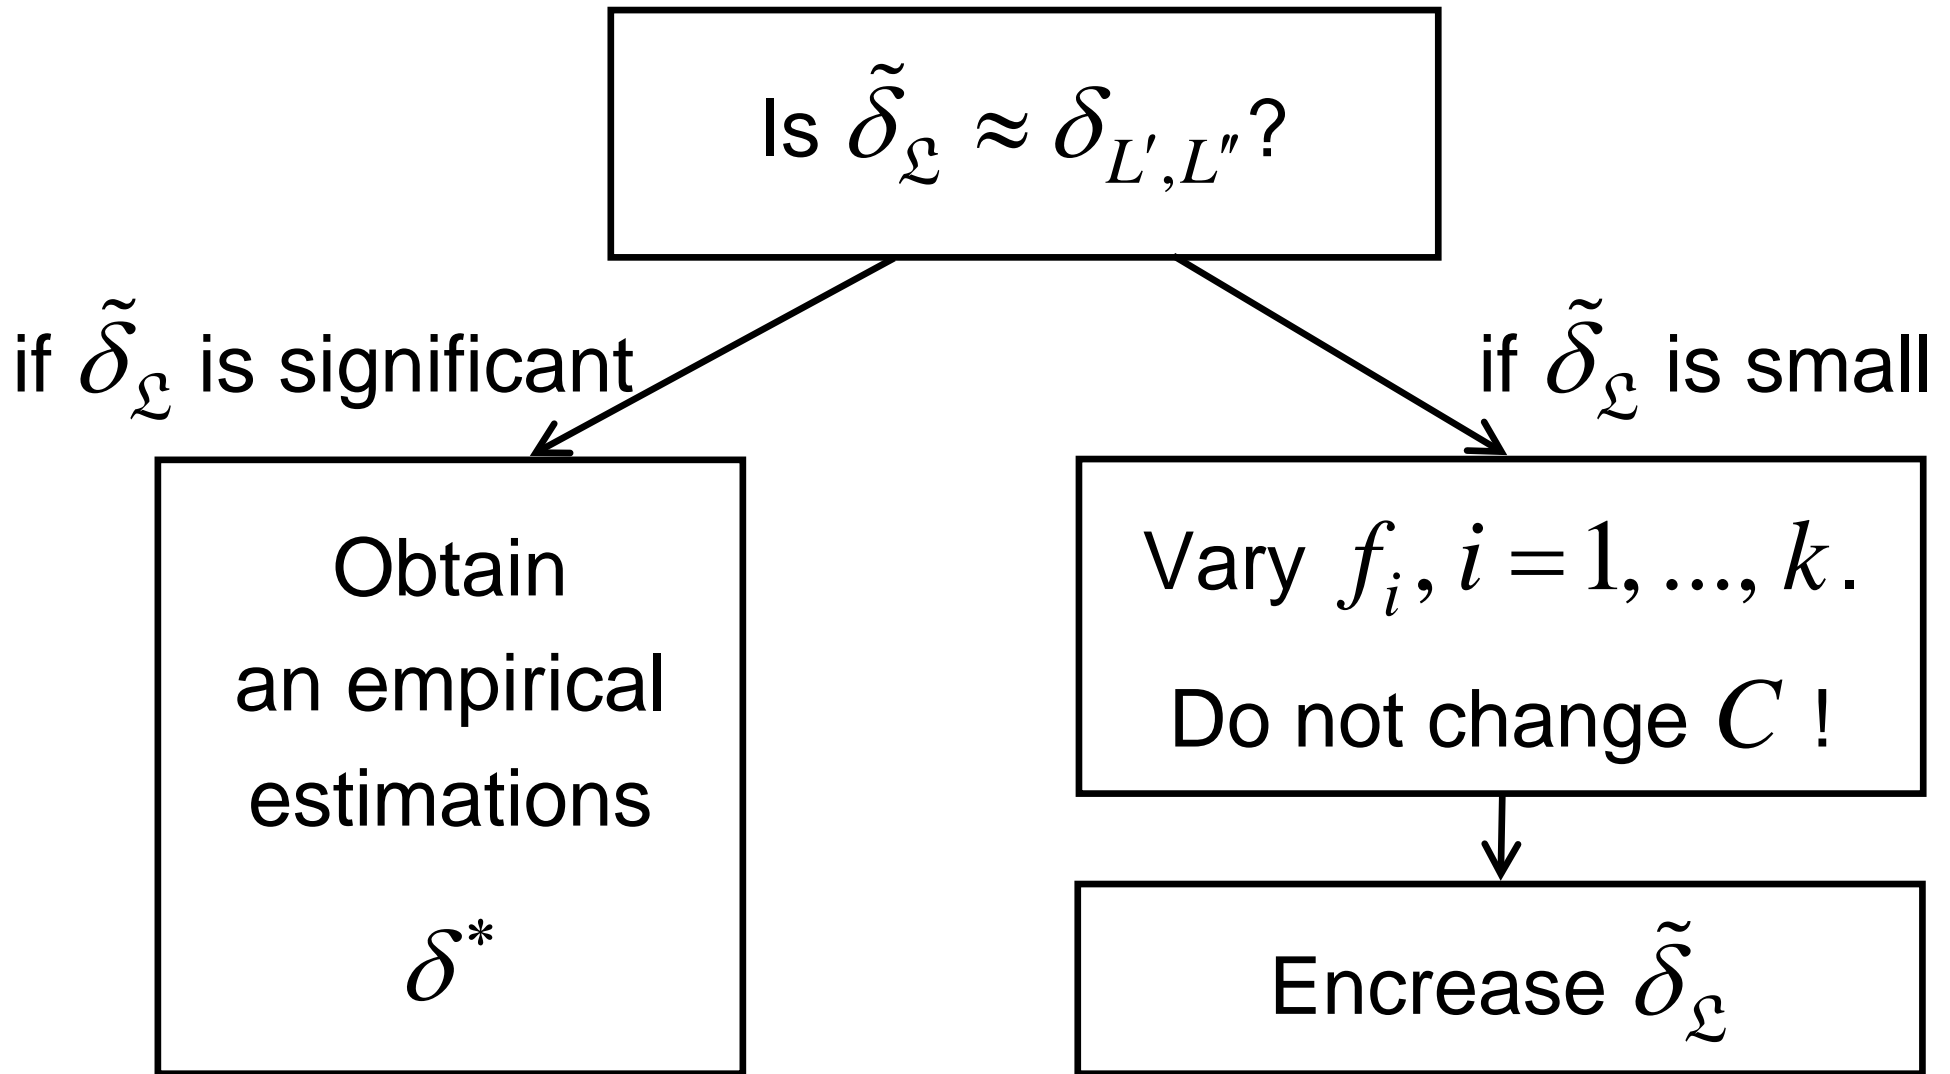 Is δ̃_𝔏 ≈ δ_{L′,L″}?
if δ̃_𝔏 is significant
if δ̃_𝔏 is small
Obtain
an empirical
estimations
δ*
Vary f_i, i = 1, ..., k.
Do not change C !
Encrease δ̃_𝔏